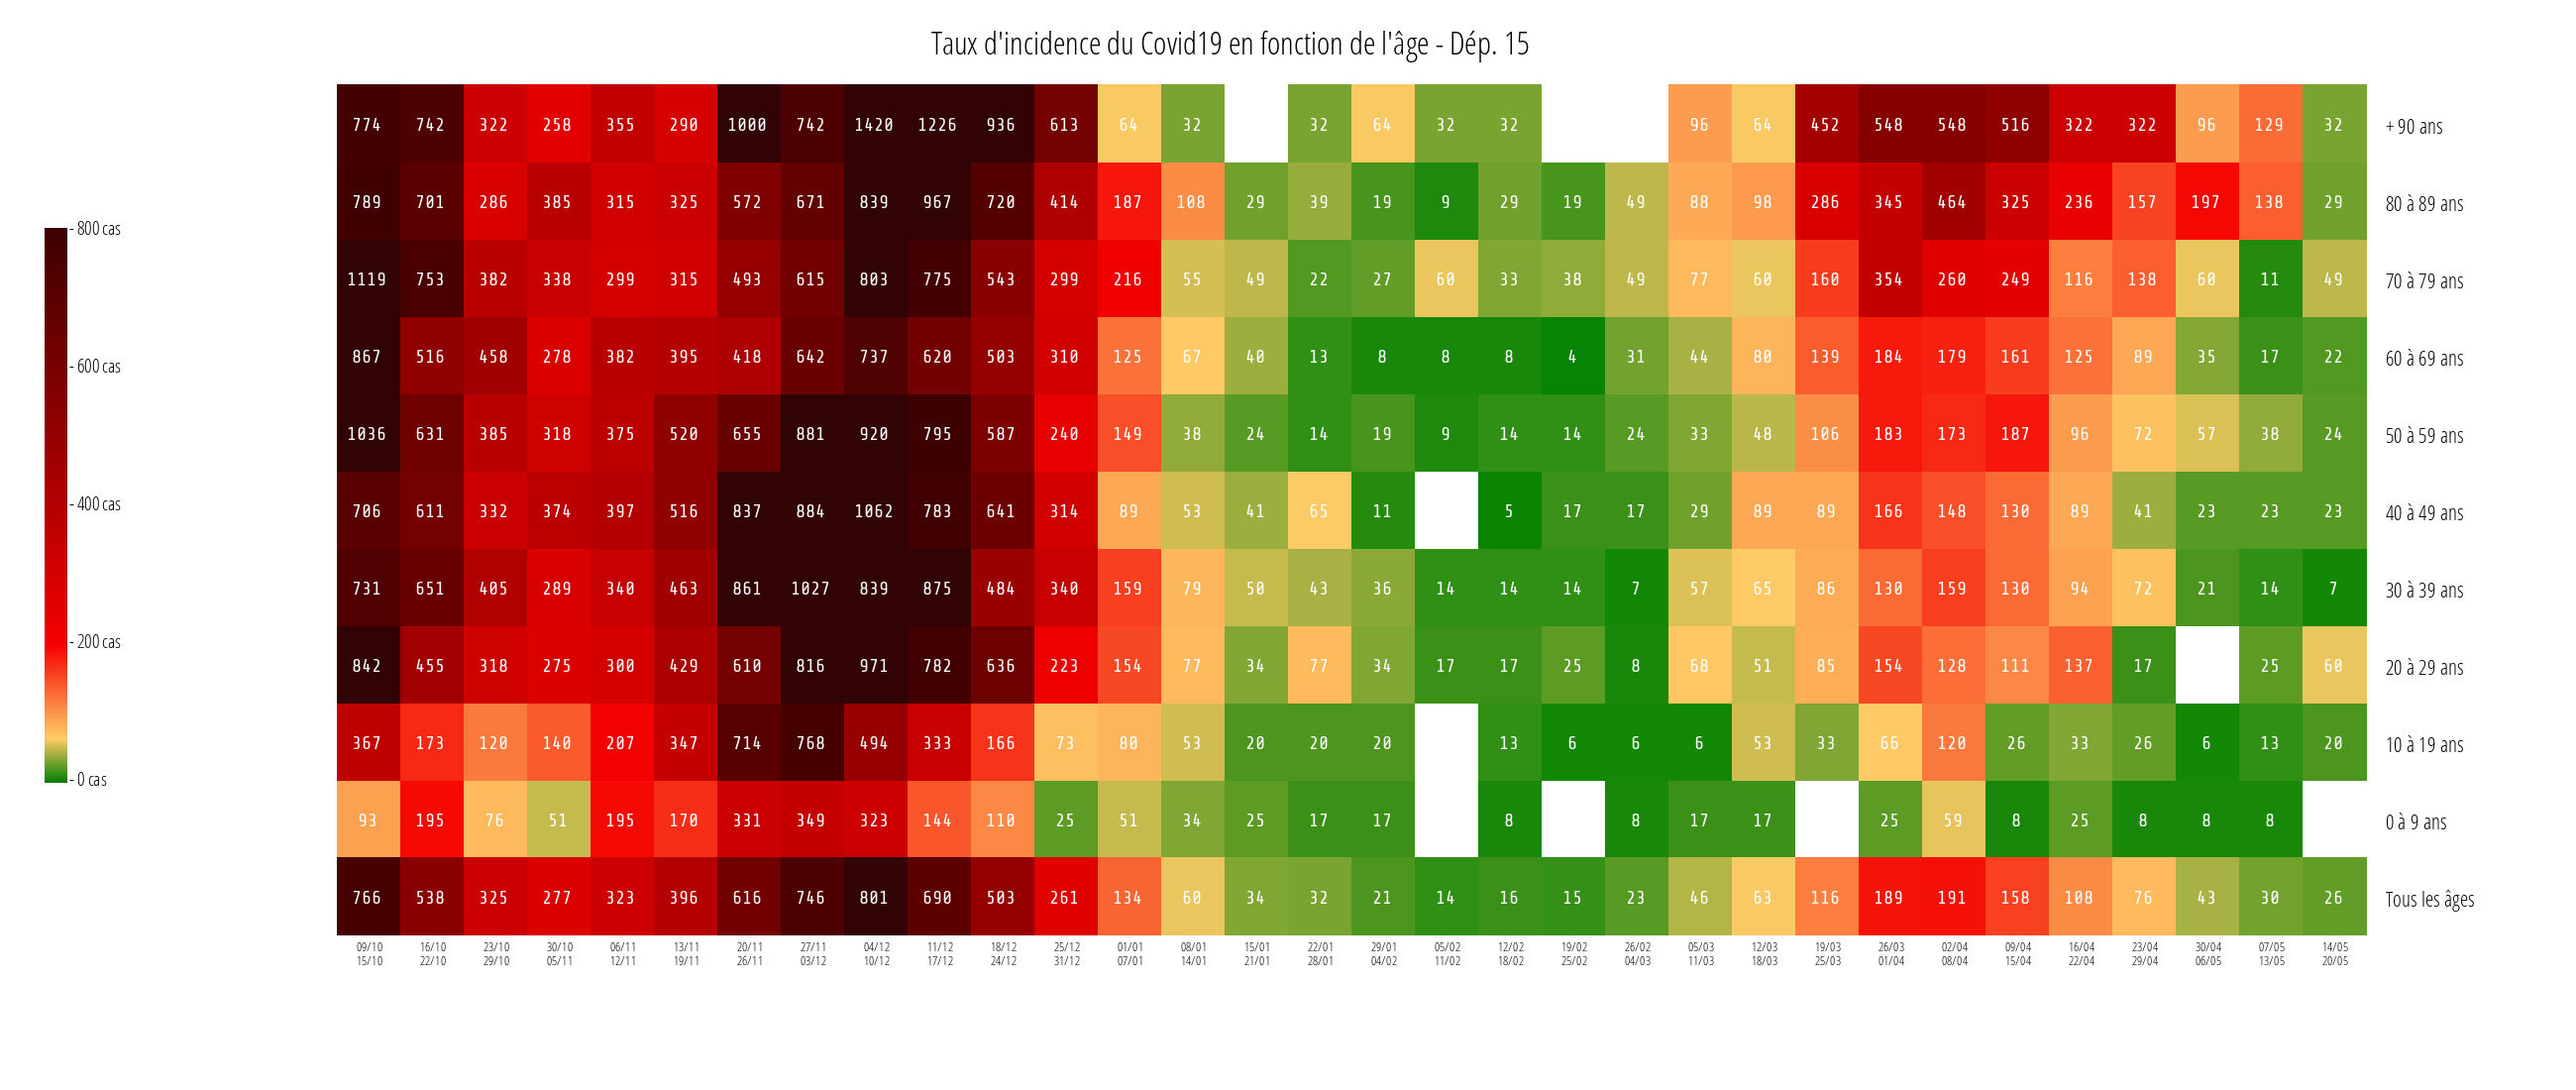 Taux d'incidence du Covid19 en fonction de l'âge - Dép. 15
774 742 322 258 355 290 1000 742 1420 1226 936 613 64 32 32 64 32 32 96 64 452 548 548 516 322 322 96 129 32 + 90 ans
789 701 286 385 315 325 572 671 839 967 720 414 187 108 29 39 19 9 29 19 49 88 98 286 345 464 325 236 157 197 138 29 80 à 89 ans
- 800 cas
1119 753 382 338 299 315 493 615 803 775 543 299 216 55 49 22 27 60 33 38 49 77 60 160 354 260 249 116 138 60 11 49 70 à 79 ans
867 516 458 278 382 395 418 642 737 620 503 310 125 67 40 13 8 8 8 4 31 44 80 139 184 179 161 125 89 35 17 22 60 à 69 ans
- 600 cas
1036 631 385 318 375 520 655 881 920 795 587 240 149 38 24 14 19 9 14 14 24 33 48 106 183 173 187 96 72 57 38 24 50 à 59 ans
- 400 cas
706 611 332 374 397 516 837 884 1062 783 641 314 89 53 41 65 11 5 17 17 29 89 89 166 148 130 89 41 23 23 23 40 à 49 ans
731 651 405 289 340 463 861 1027 839 875 484 340 159 79 50 43 36 14 14 14 7 57 65 86 130 159 130 94 72 21 14 7 30 à 39 ans
- 200 cas
842 455 318 275 300 429 610 816 971 782 636 223 154 77 34 77 34 17 17 25 8 68 51 85 154 128 111 137 17 25 60 20 à 29 ans
367 173 120 140 207 347 714 768 494 333 166 73 80 53 20 20 20 13 6 6 6 53 33 66 120 26 33 26 6 13 20 10 à 19 ans
- 0 cas
93 195 76 51 195 170 331 349 323 144 110 25 51 34 25 17 17 8 8 17 17 25 59 8 25 8 8 8 0 à 9 ans
766 538 325 277 323 396 616 746 801 690 503 261 134 60 34 32 21 14 16 15 23 46 63 116 189 191 158 108 76 43 30 26 Tous les âges
09/10 16/10 23/10 30/10 06/11 13/11 20/11 27/11 04/12 11/12 18/12 25/12 01/01 08/01 15/01 22/01 29/01 05/02 12/02 19/02 26/02 05/03 12/03 19/03 26/03 02/04 09/04 16/04 23/04 30/04 07/05 14/05
15/10 22/10 29/10 05/11 12/11 19/11 26/11 03/12 10/12 17/12 24/12 31/12 07/01 14/01 21/01 28/01 04/02 11/02 18/02 25/02 04/03 11/03 18/03 25/03 01/04 08/04 15/04 22/04 29/04 06/05 13/05 20/05